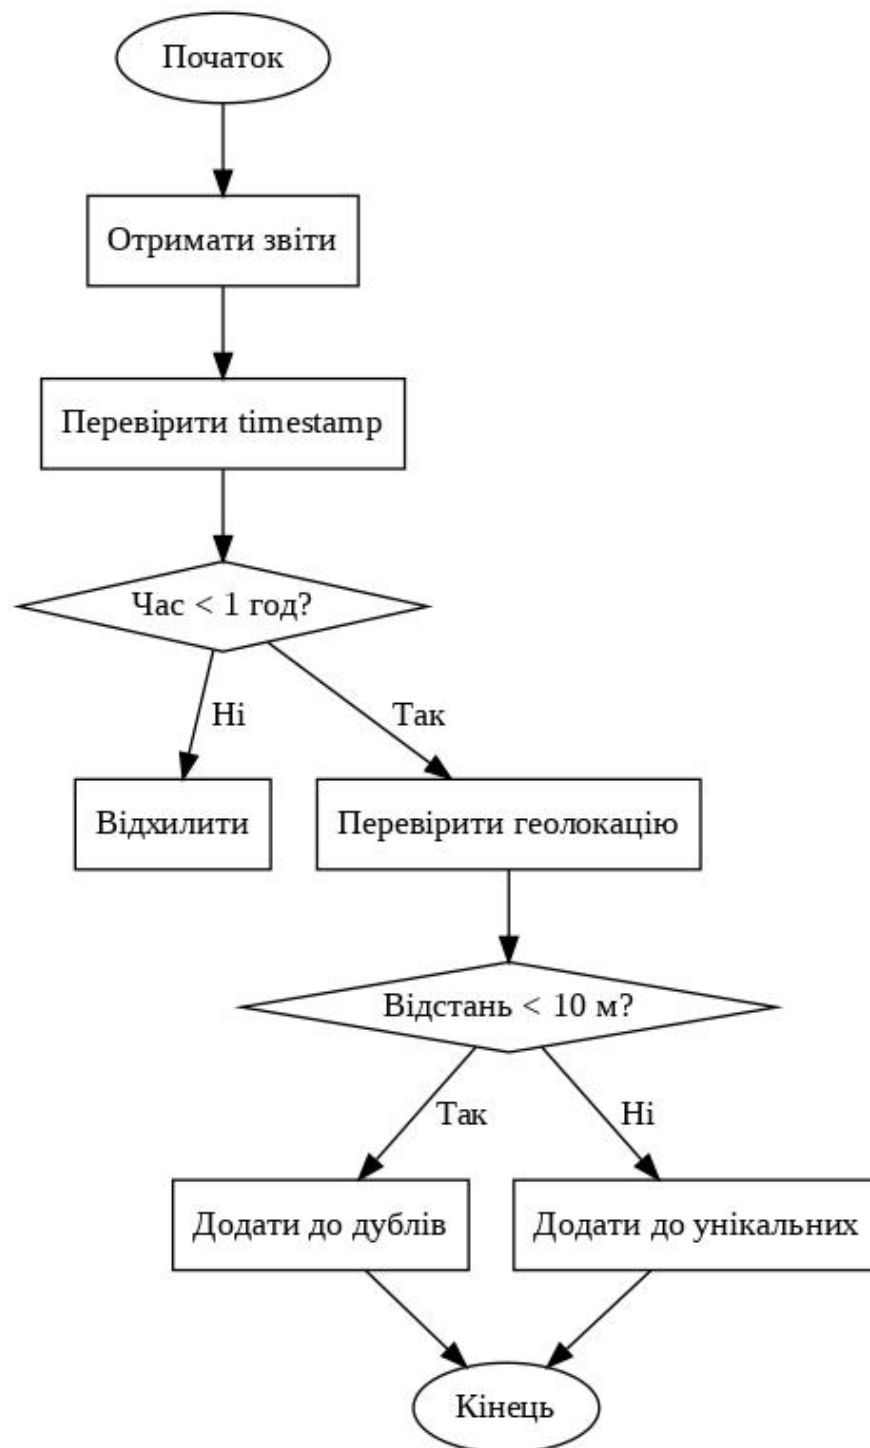 Початок
Отримати звіти
Перевірити timestamp
Час < 1 год?
Ні
Так
Відхилити
Перевірити геолокацію
Відстань < 10 м?
Так
Ні
Додати до дублів
Додати до унікальних
Кінець